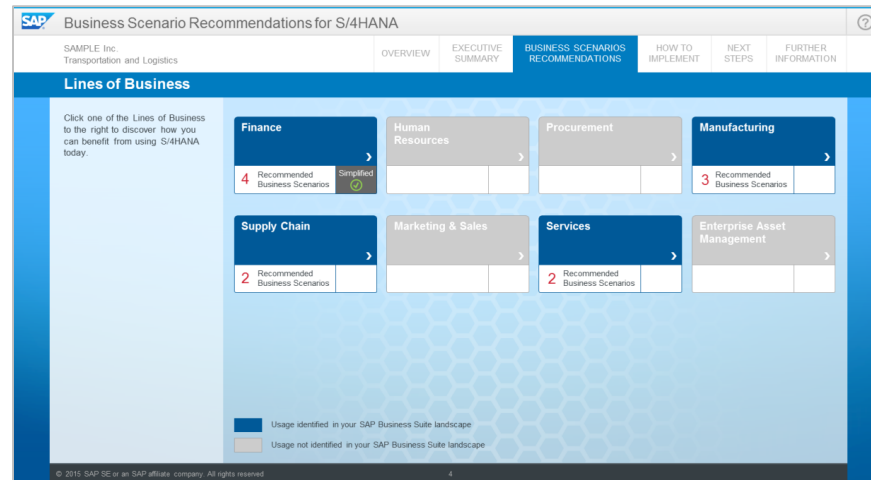 SAP
Business Scenario Recommendations for S/4HANA
?
SAMPLE Inc.
Transportation and Logistics
OVERVIEW
EXECUTIVE
SUMMARY
BUSINESS SCENARIOS
RECOMMENDATIONS
HOW TO
IMPLEMENT
NEXT
STEPS
FURTHER
INFORMATION
Lines of Business
Click one of the Lines of Business
to the right to discover how you
can benefit from using S/4HANA
today.
Finance
4 Recommended
Business Scenarios
Simplified
Human
Resources
Procurement
Manufacturing
3 Recommended
Business Scenarios
Supply Chain
2 Recommended
Business Scenarios
Marketing & Sales
Services
2 Recommended
Business Scenarios
Enterprise Asset
Management
Usage identified in your SAP Business Suite landscape
Usage not identified in your SAP Business Suite landscape
© 2015 SAP SE or an SAP affiliate company. All rights reserved
4